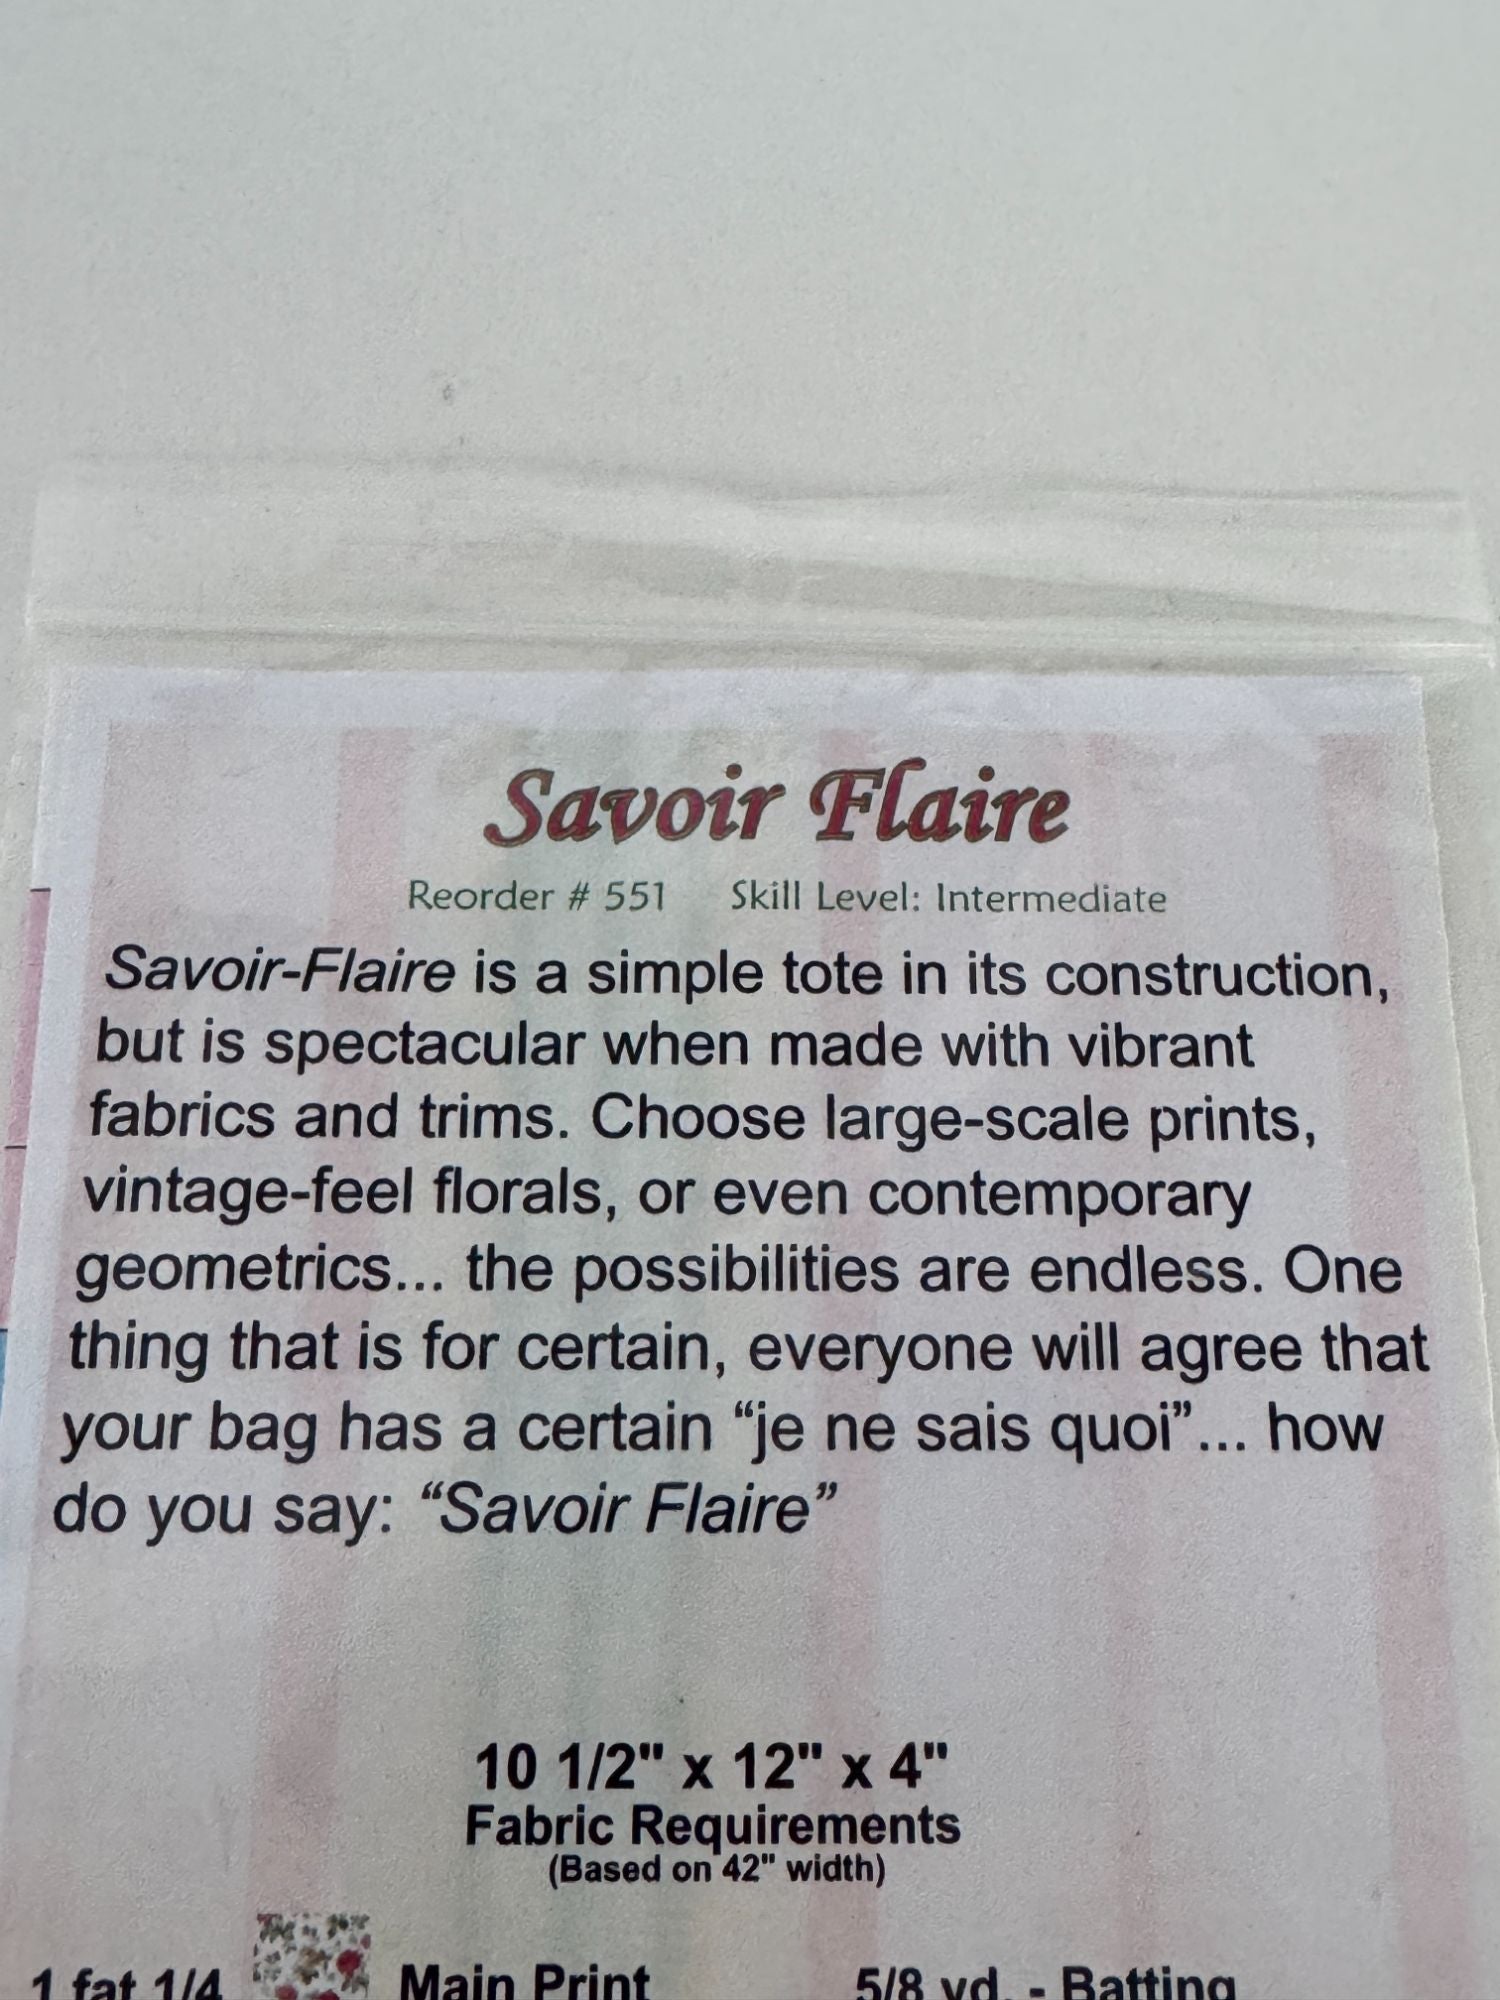 Savoir Flaire
Reorder # 551 Skill Level: Intermediate
Savoir-Flaire is a simple tote in its construction,
but is spectacular when made with vibrant
fabrics and trims. Choose large-scale prints,
vintage-feel florals, or even contemporary
geometrics... the possibilities are endless. One
thing that is for certain, everyone will agree that
your bag has a certain “je ne sais quoi”... how
do you say: “Savoir Flaire”
10 1/2" x 12" x 4"
Fabric Requirements
(Based on 42" width)
1 fat 1/4 Main Print 5/8 yd. - Batting